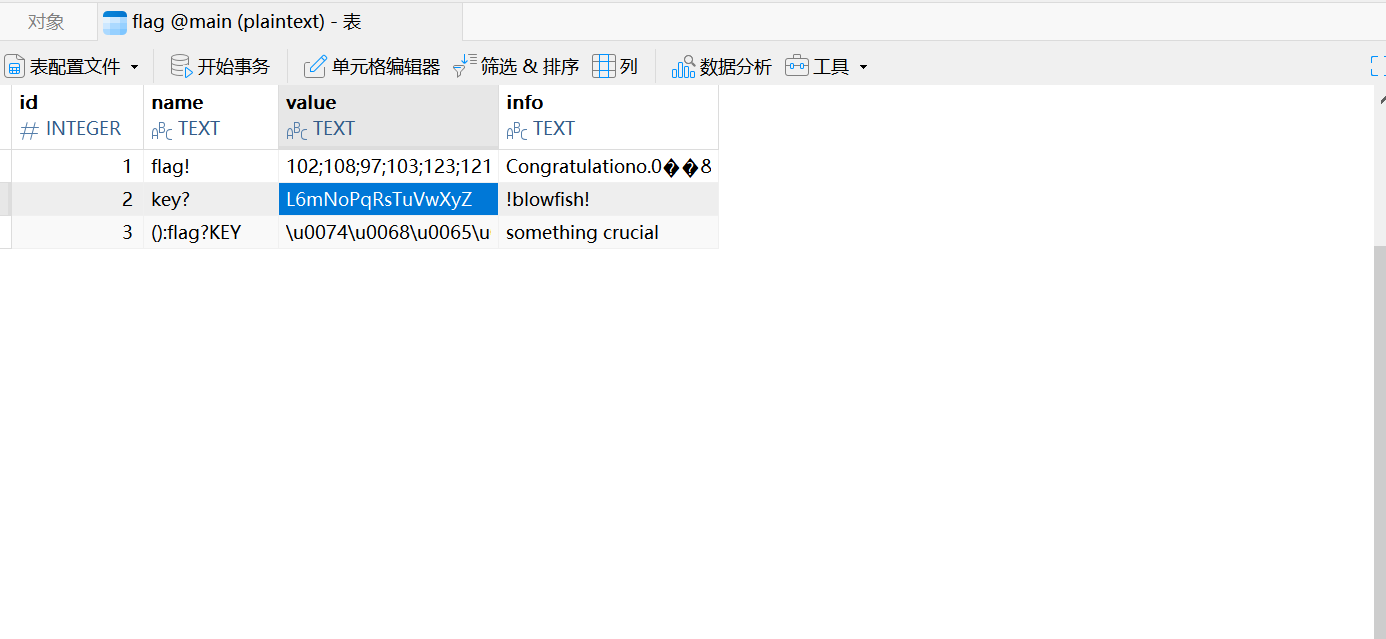 对象 flag @main (plaintext) - 表
表配置文件 开始事务 单元格编辑器 筛选 & 排序 列 数据分析 工具
id name value info
# INTEGER ABC TEXT ABC TEXT ABC TEXT
1 flag! 102;108;97;103;123;121 Congratulationo.0��8
2 key? L6mNoPqRsTuVwXyZ !blowfish!
3 ():flag?KEY \u0074\u0068\u0065\u something crucial